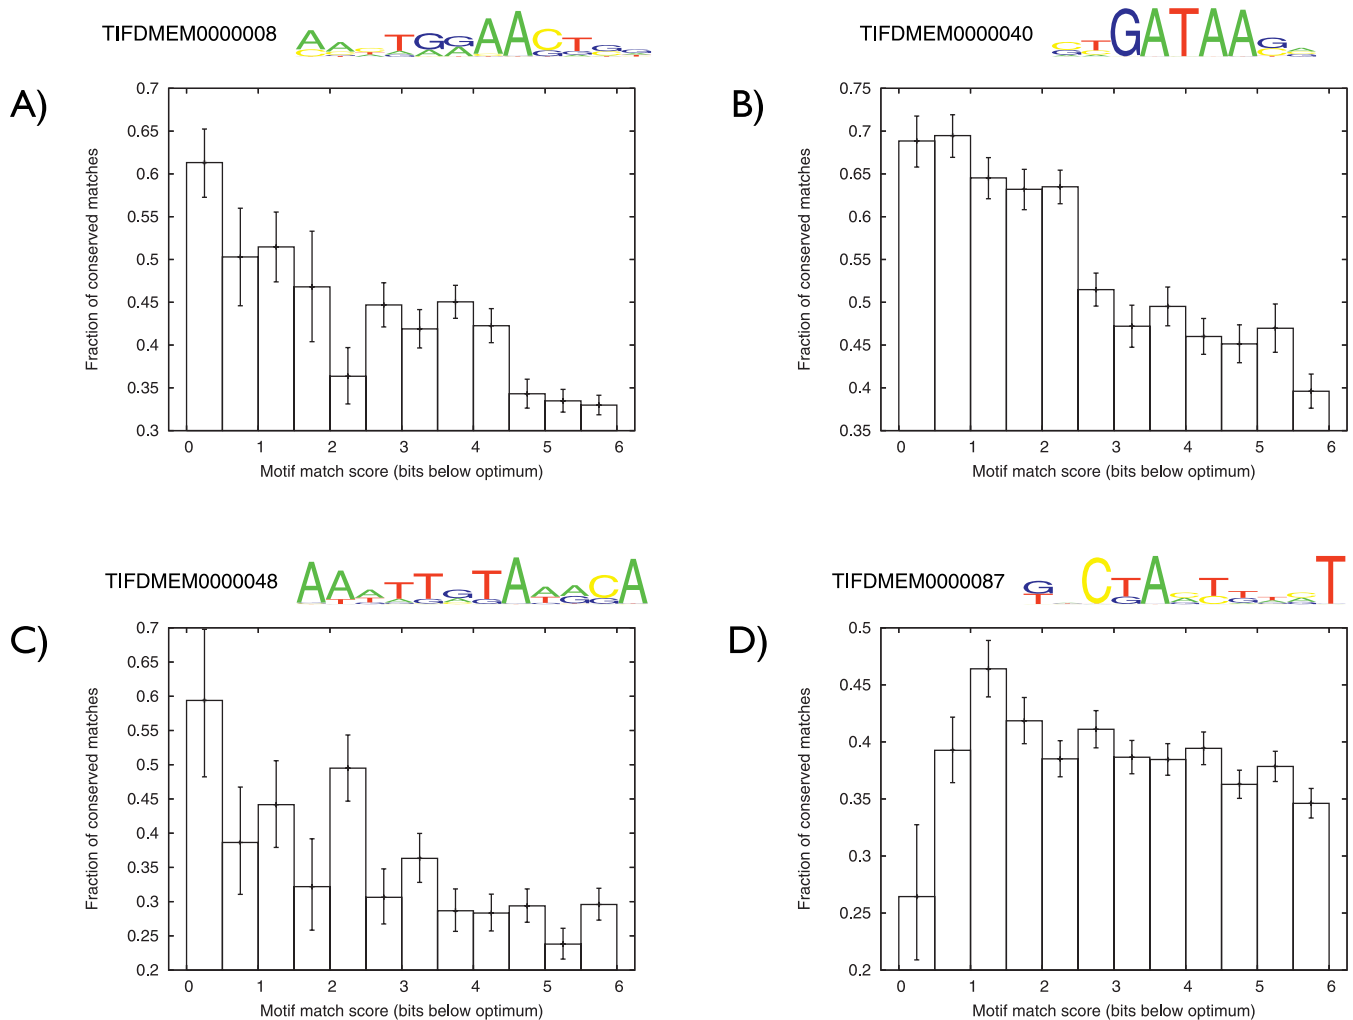 TIFDMEM0000008
A)
0.7
0.65
0.6
0.55
0.5
0.45
0.4
0.35
0.3
Fraction of conserved matches
0 1 2 3 4 5 6
Motif match score (bits below optimum)
TIFDMEM0000040
GATAA
B)
0.75
0.7
0.65
0.6
0.55
0.5
0.45
0.4
0.35
Fraction of conserved matches
0 1 2 3 4 5 6
Motif match score (bits below optimum)
TIFDMEM0000048
C)
0.7
0.65
0.6
0.55
0.5
0.45
0.4
0.35
0.3
0.25
0.2
Fraction of conserved matches
0 1 2 3 4 5 6
Motif match score (bits below optimum)
TIFDMEM0000087
D)
0.5
0.45
0.4
0.35
0.3
0.25
0.2
Fraction of conserved matches
0 1 2 3 4 5 6
Motif match score (bits below optimum)